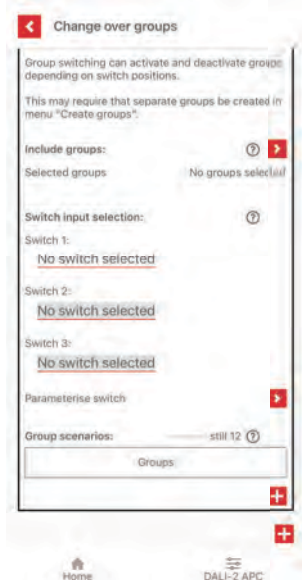 Change over groups
Group switching can activate and deactivate groups
depending on switch positions.
This may require that separate groups be created in
menu "Create groups".
Include groups:
Selected groups No groups selected
Switch input selection:
Switch 1:
No switch selected
Switch 2:
No switch selected
Switch 3:
No switch selected
Parameterise switch
Group scenarios: still 12
Groups
Home DALI-2 APC